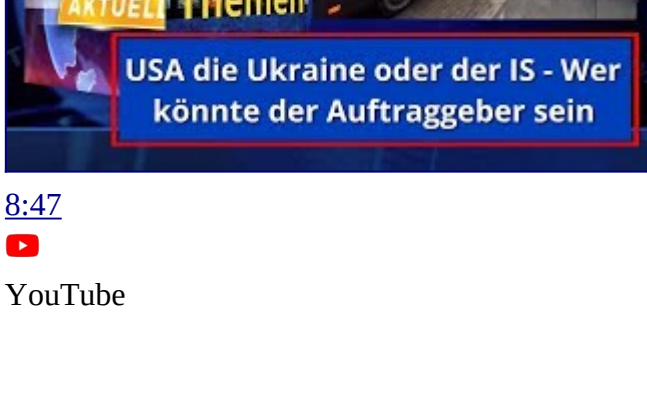 AKTUELL Themen
USA die Ukraine oder der IS - Wer
könnte der Auftraggeber sein
8:47
YouTube